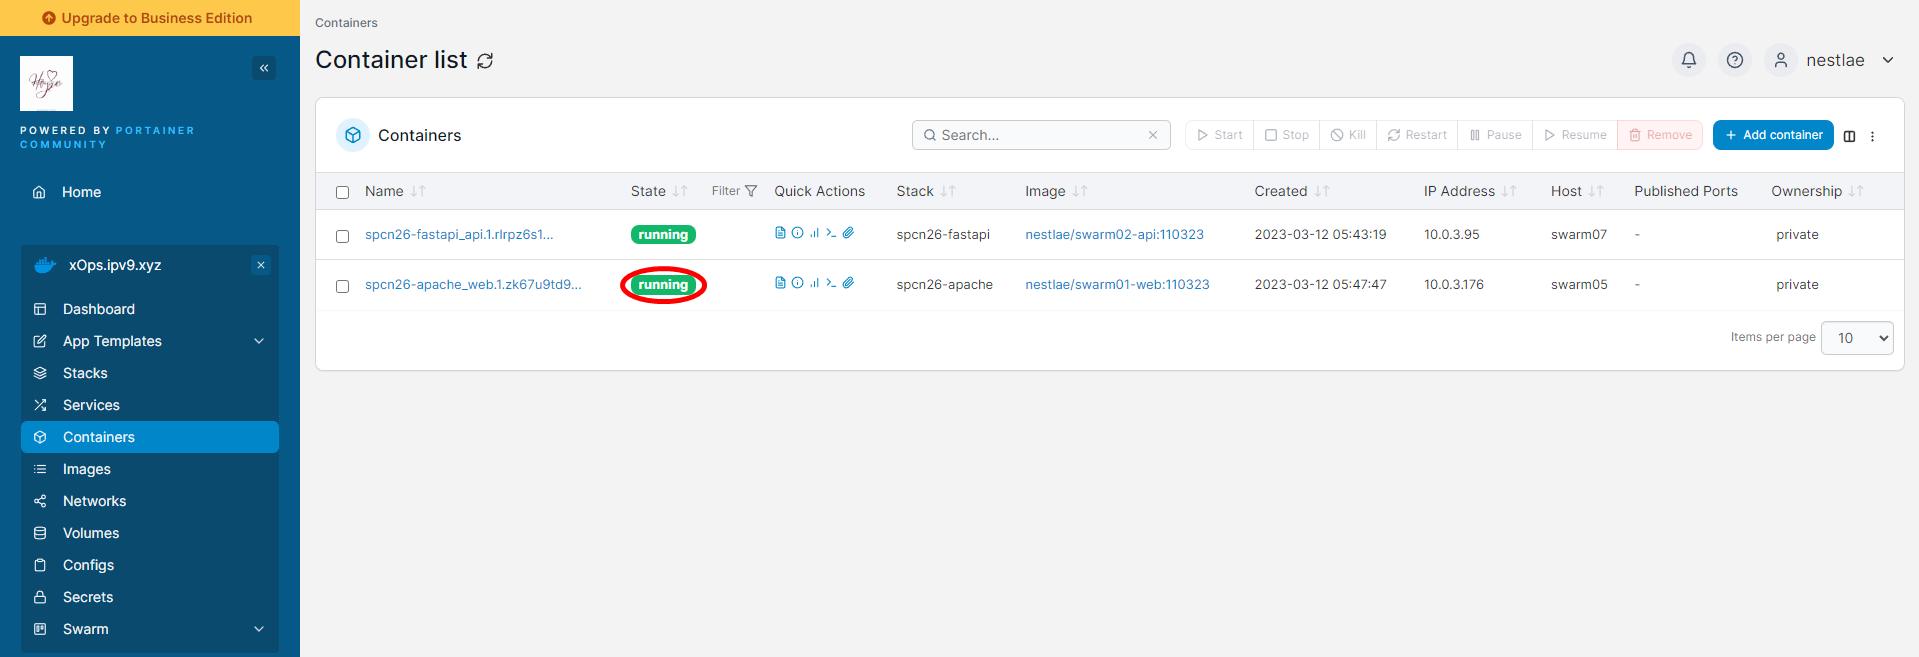 Upgrade to Business Edition
POWERED BY PORTAINER
COMMUNITY
Home
xOps.ipv9.xyz
Dashboard
App Templates
Stacks
Services
Containers
Images
Networks
Volumes
Configs
Secrets
Swarm
Containers
Container list
nestlae
Containers
Search...
Start Stop Kill Restart Pause Resume Remove
Add container
Name State Filter Quick Actions Stack Image Created IP Address Host Published Ports Ownership
spcn26-fastapi_api.1.rlrpz6s1... running spcn26-fastapi nestlae/swarm02-api:110323 2023-03-12 05:43:19 10.0.3.95 swarm07 - private
spcn26-apache_web.1.zk67u9td9... running spcn26-apache nestlae/swarm01-web:110323 2023-03-12 05:47:47 10.0.3.176 swarm05 - private
Items per page 10